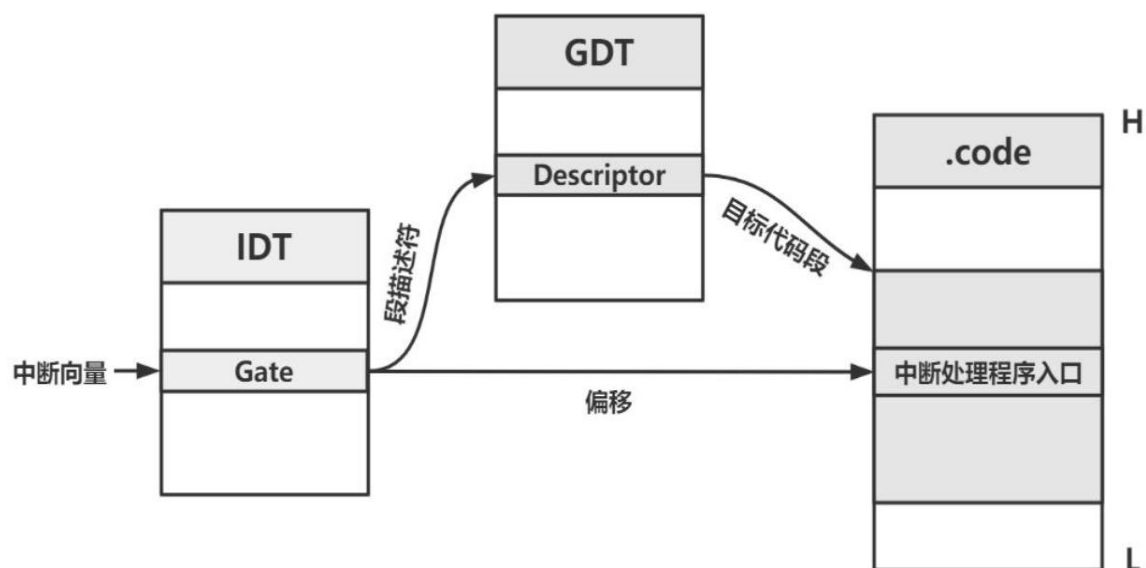 GDT
H
.code
Descriptor
目标代码段
IDT
段描述符
中断向量
Gate
中断处理程序入口
偏移
L